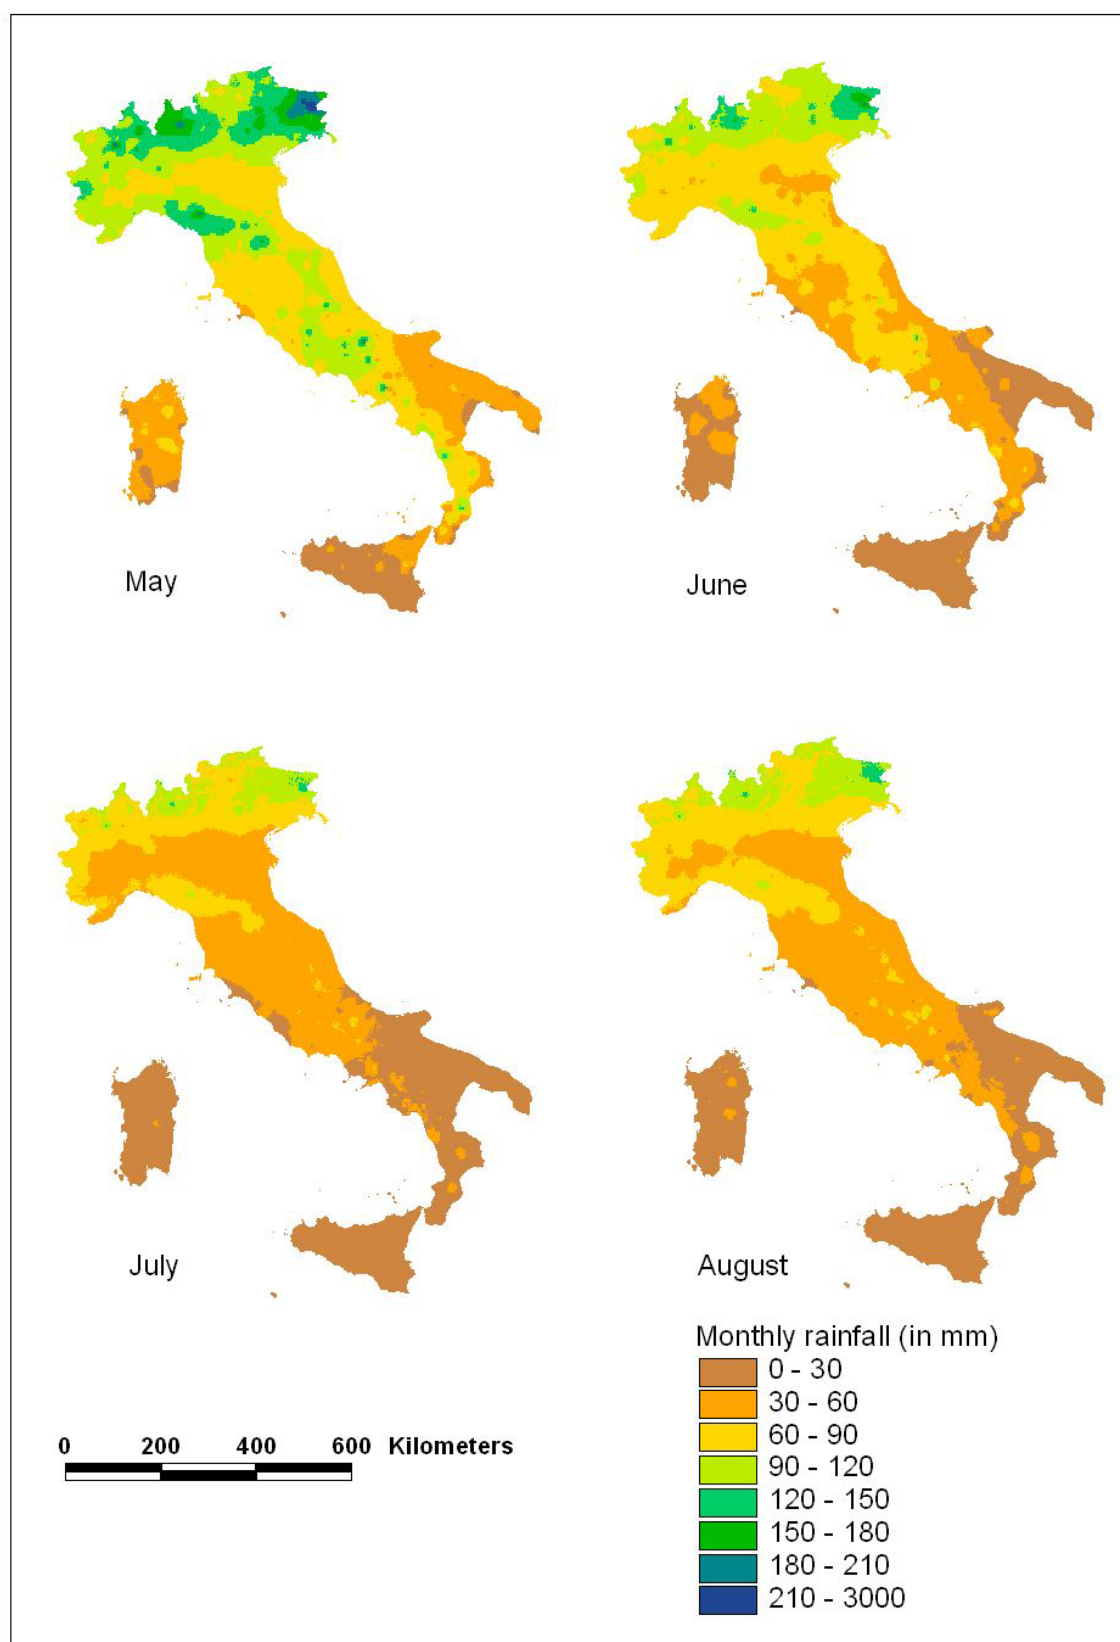 May
June
July
August
Monthly rainfall (in mm)
0 - 30
30 - 60
60 - 90
90 - 120
120 - 150
150 - 180
180 - 210
210 - 3000
0 200 400 600 Kilometers